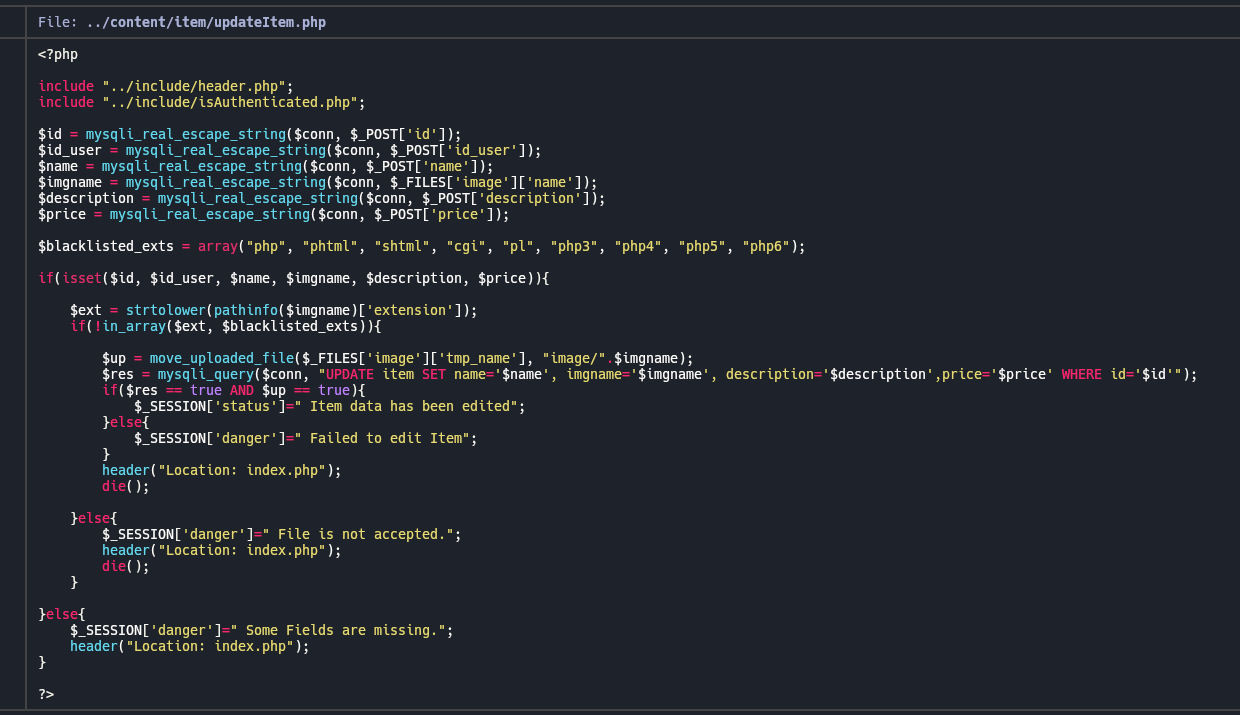 File: ../content/item/updateItem.php
<?php
include "../include/header.php";
include "../include/isAuthenticated.php";
$id = mysqli_real_escape_string($conn, $_POST['id']);
$id_user = mysqli_real_escape_string($conn, $_POST['id_user']);
$name = mysqli_real_escape_string($conn, $_POST['name']);
$imgname = mysqli_real_escape_string($conn, $_FILES['image']['name']);
$description = mysqli_real_escape_string($conn, $_POST['description']);
$price = mysqli_real_escape_string($conn, $_POST['price']);
$blacklisted_exts = array("php", "phtml", "shtml", "cgi", "pl", "php3", "php4", "php5", "php6");
if(isset($id, $id_user, $name, $imgname, $description, $price)){
    $ext = strtolower(pathinfo($imgname)['extension']);
    if(!in_array($ext, $blacklisted_exts)){
        $up = move_uploaded_file($_FILES['image']['tmp_name'], "image/".$imgname);
        $res = mysqli_query($conn, "UPDATE item SET name='$name', imgname='$imgname', description='$description',price='$price' WHERE id='$id'");
        if($res == true AND $up == true){
            $_SESSION['status']=" Item data has been edited";
        }else{
            $_SESSION['danger']=" Failed to edit Item";
        }
        header("Location: index.php");
        die();
    }else{
        $_SESSION['danger']=" File is not accepted.";
        header("Location: index.php");
        die();
    }
}else{
    $_SESSION['danger']=" Some Fields are missing.";
    header("Location: index.php");
}
?>